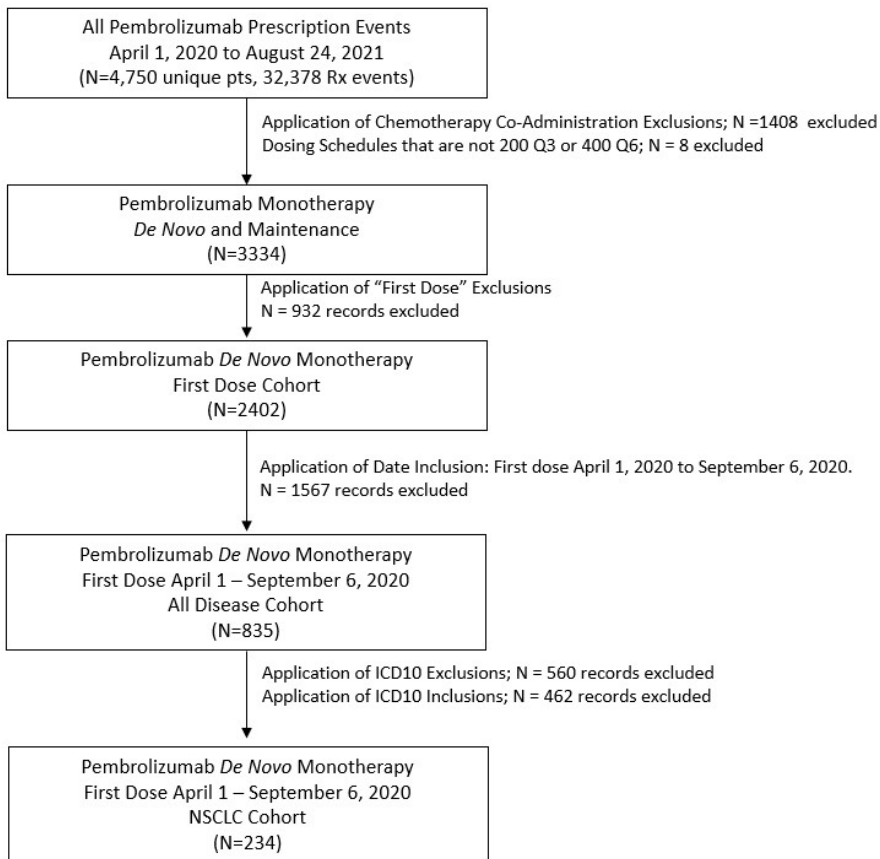 All Pembrolizumab Prescription Events
April 1, 2020 to August 24, 2021
(N=4,750 unique pts, 32,378 Rx events)
Application of Chemotherapy Co-Administration Exclusions; N =1408 excluded
Dosing Schedules that are not 200 Q3 or 400 Q6; N = 8 excluded
Pembrolizumab Monotherapy
De Novo and Maintenance
(N=3334)
Application of “First Dose” Exclusions
N = 932 records excluded
Pembrolizumab De Novo Monotherapy
First Dose Cohort
(N=2402)
Application of Date Inclusion: First dose April 1, 2020 to September 6, 2020.
N = 1567 records excluded
Pembrolizumab De Novo Monotherapy
First Dose April 1 – September 6, 2020
All Disease Cohort
(N=835)
Application of ICD10 Exclusions; N = 560 records excluded
Application of ICD10 Inclusions; N = 462 records excluded
Pembrolizumab De Novo Monotherapy
First Dose April 1 – September 6, 2020
NSCLC Cohort
(N=234)